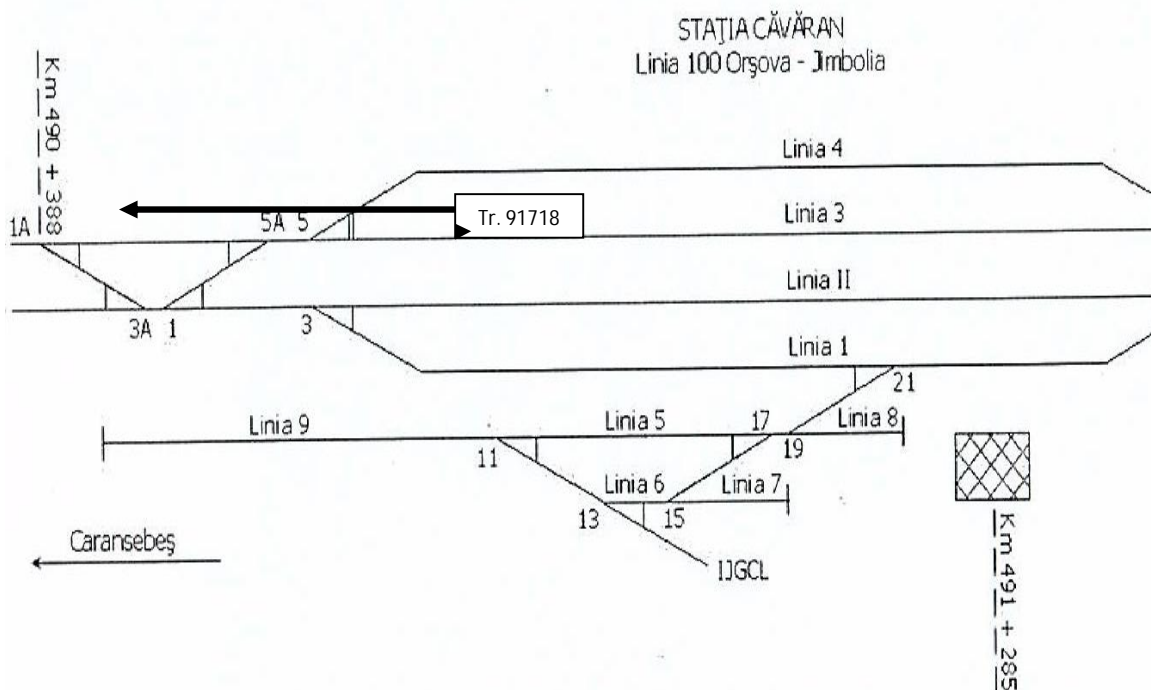 STAȚIA CĂVĂRAN
Linia 100 Orșova - Jimbolia
Km 490 + 388
Linia 4
1A
5A 5
Tr. 91718
Linia 3
Linia II
3A 1
3
Linia 1
21
Linia 9
Linia 5
17
Linia 8
11
19
Linia 6
Linia 7
13
15
Caransebeș
IJGCL
Km 491 + 285